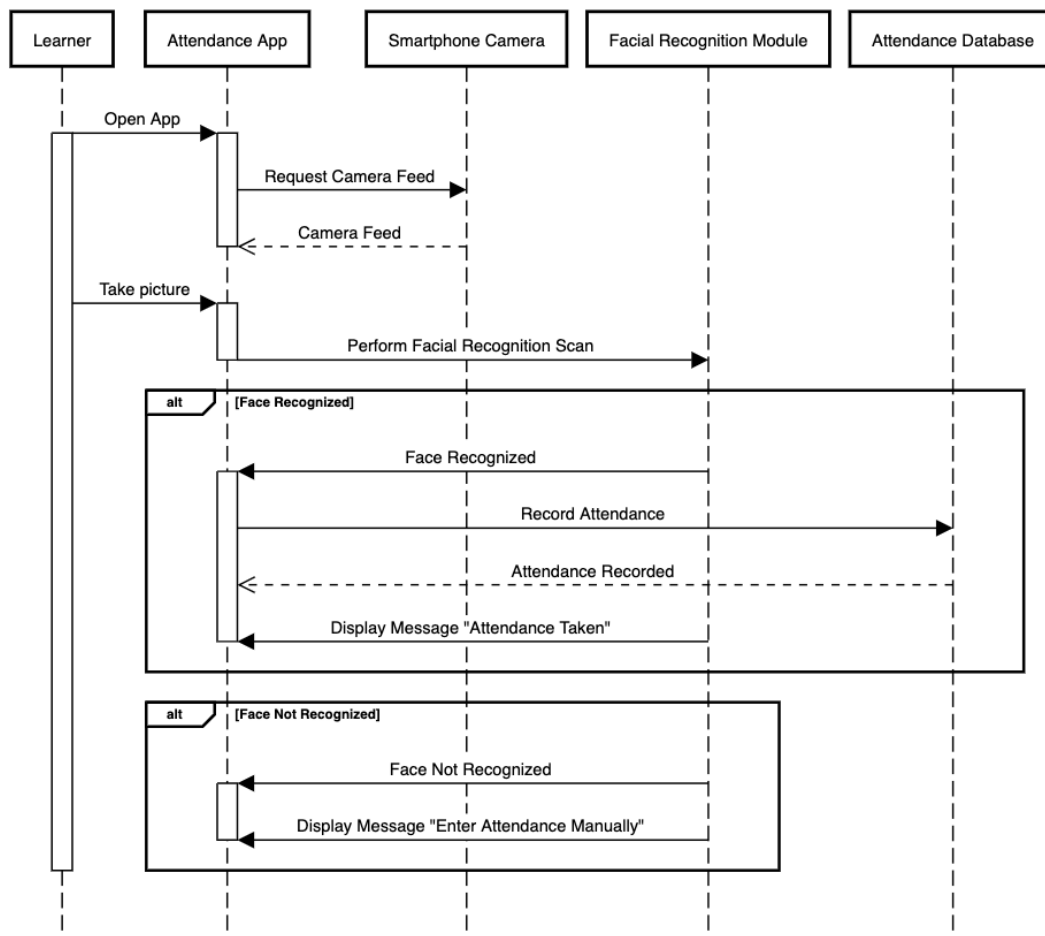 Learner
Attendance App
Smartphone Camera
Facial Recognition Module
Attendance Database
Open App
Request Camera Feed
Camera Feed
Take picture
Perform Facial Recognition Scan
alt
[Face Recognized]
Face Recognized
Record Attendance
Attendance Recorded
Display Message "Attendance Taken"
alt
[Face Not Recognized]
Face Not Recognized
Display Message "Enter Attendance Manually"